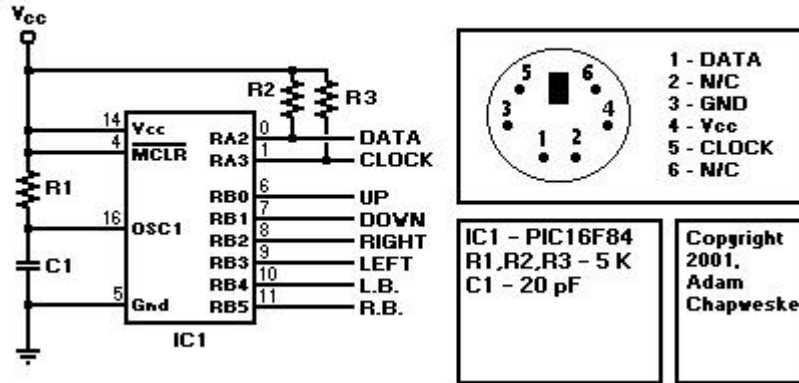 Vcc
R2
R3
14
Vcc
RA2
0
DATA
4
MCLR
RA3
1
CLOCK
R1
RB0
6
UP
RB1
7
DOWN
16
OSC1
RB2
8
RIGHT
RB3
9
LEFT
C1
RB4
10
L.B.
5
Gnd
RB5
11
R.B.
IC1
5
6
3
4
1
2
1 - DATA
2 - N/C
3 - GND
4 - Vcc
5 - CLOCK
6 - N/C
IC1 - PIC16F84
R1,R2,R3 - 5 K
C1 - 20 pF
Copyright
2001,
Adam
Chapweske